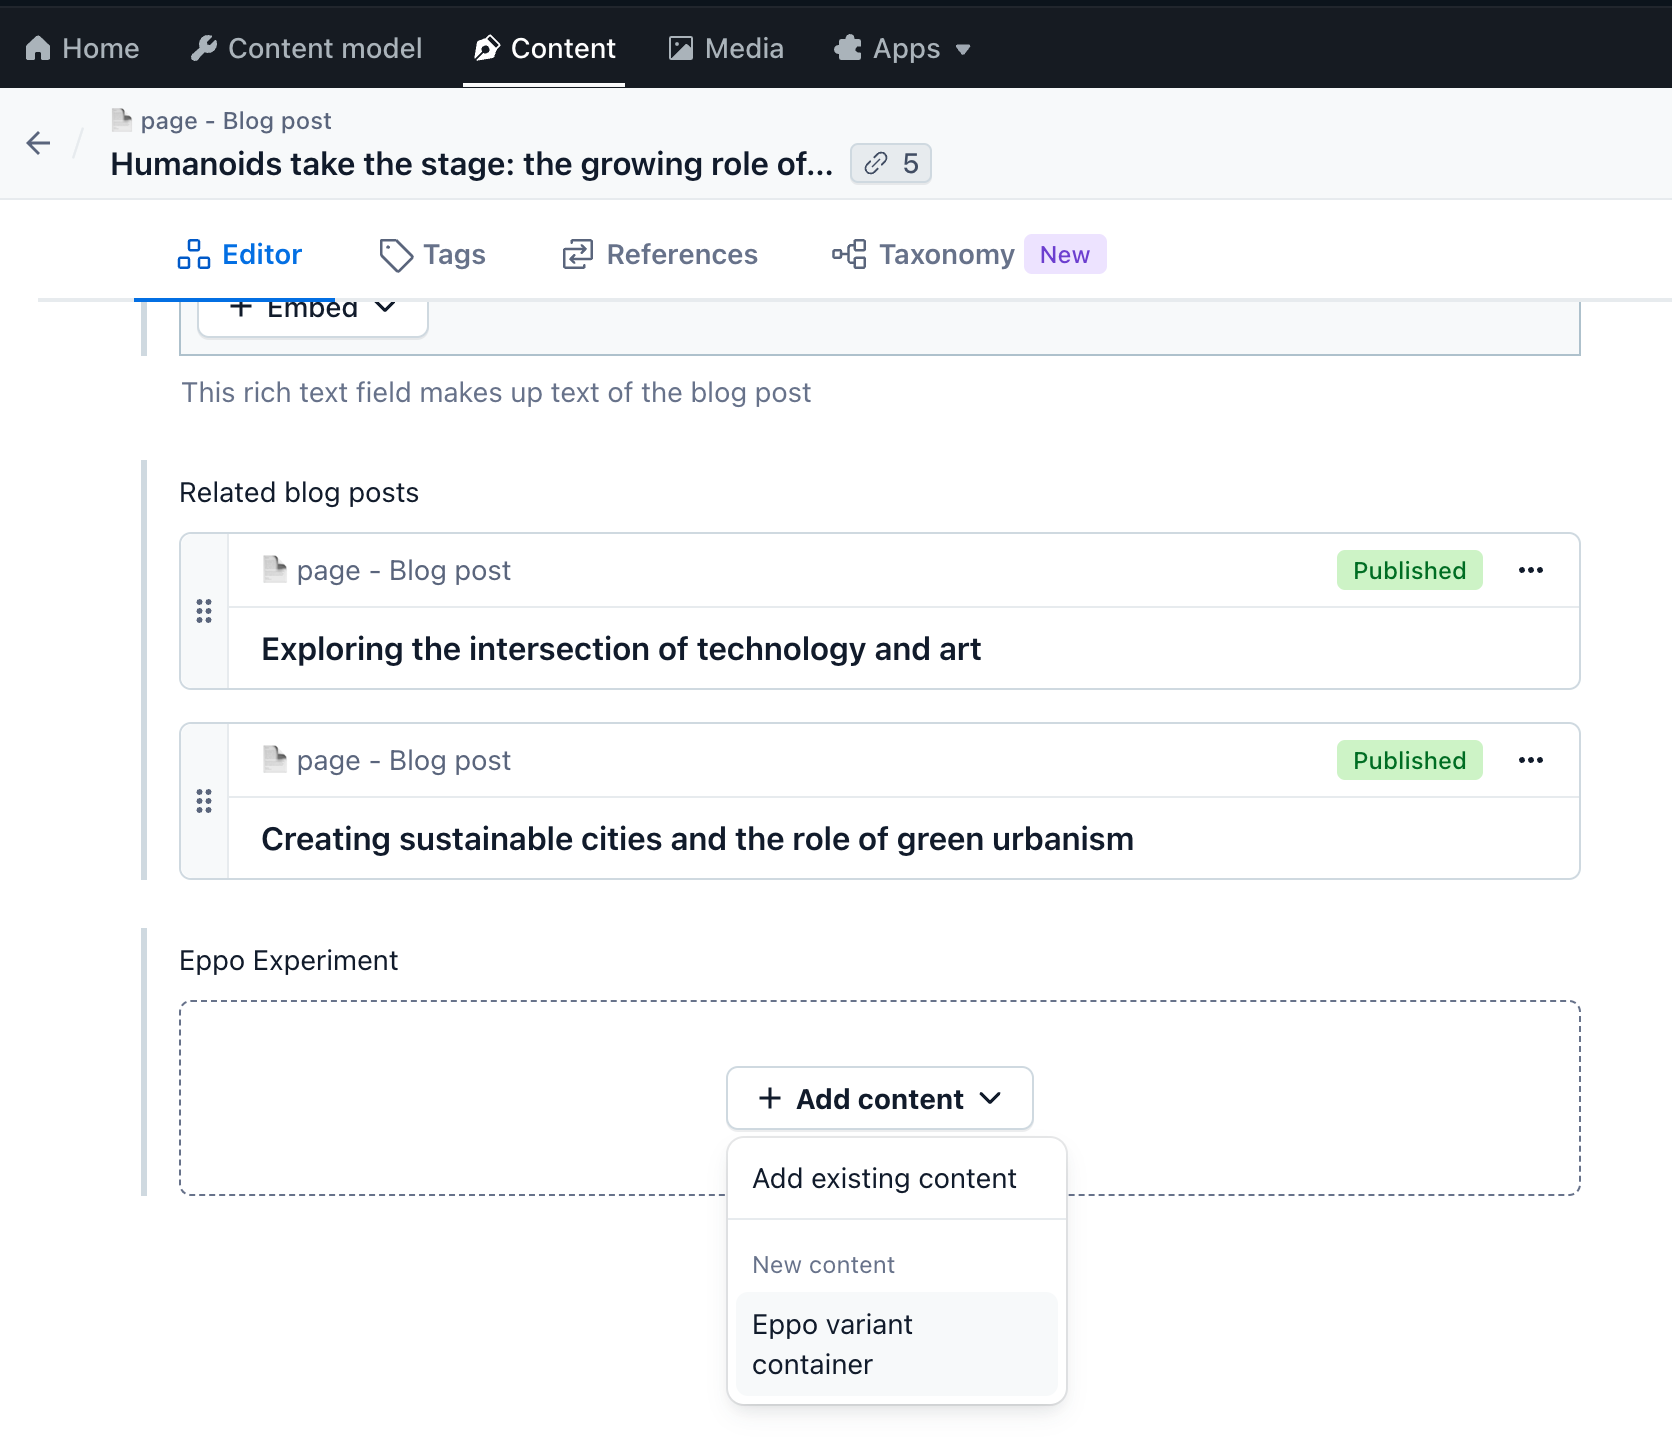 Home Content model Content Media Apps
page - Blog post
Humanoids take the stage: the growing role of... 5
Editor Tags References Taxonomy New
+ Embed
This rich text field makes up text of the blog post
Related blog posts
page - Blog post Published
Exploring the intersection of technology and art
page - Blog post Published
Creating sustainable cities and the role of green urbanism
Eppo Experiment
+ Add content
Add existing content
New content
Eppo variant
container